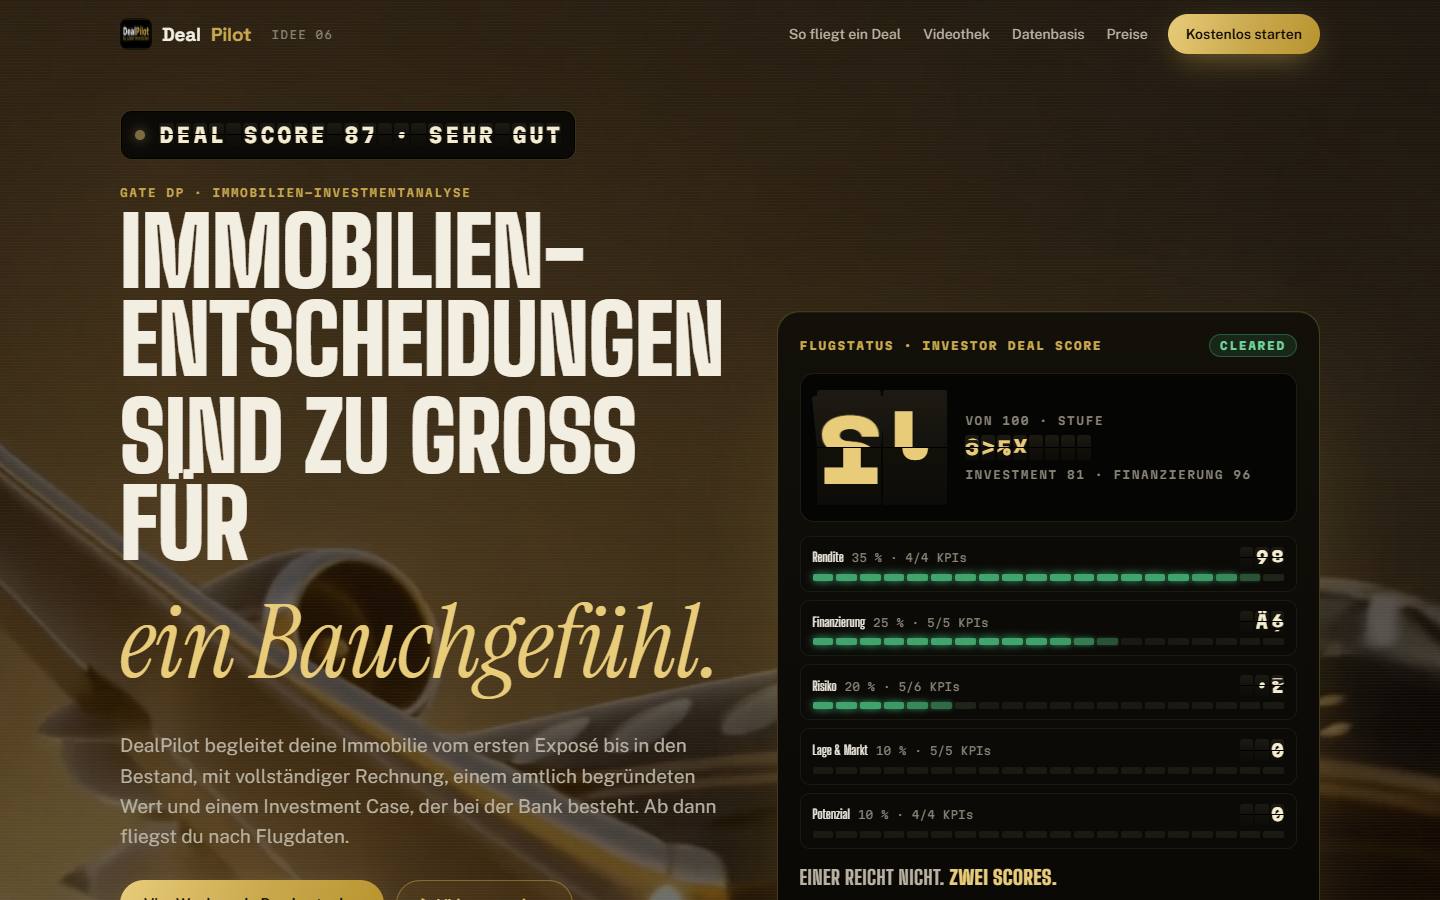 Deal Pilot IDEE 06
So fliegt ein Deal Videothek Datenbasis Preise Kostenlos starten
DEAL SCORE 87 · SEHR GUT
GATE DP · IMMOBILIEN-INVESTMENTANALYSE
IMMOBILIEN-
ENTSCHEIDUNGEN
SIND ZU GROSS
FÜR
ein Bauchgefühl.
DealPilot begleitet deine Immobilie vom ersten Exposé bis in den
Bestand, mit vollständiger Rechnung, einem amtlich begründeten
Wert und einem Investment Case, der bei der Bank besteht. Ab dann
fliegst du nach Flugdaten.
FLUGSTATUS · INVESTOR DEAL SCORE CLEARED
VON 100 · STUFE
INVESTMENT 81 · FINANZIERUNG 96
Rendite 35 % · 4/4 KPIs 98
Finanzierung 25 % · 5/5 KPIs
Risiko 20 % · 5/6 KPIs
Lage & Markt 10 % · 5/5 KPIs 0
Potenzial 10 % · 4/4 KPIs 0
EINER REICHT NICHT. ZWEI SCORES.